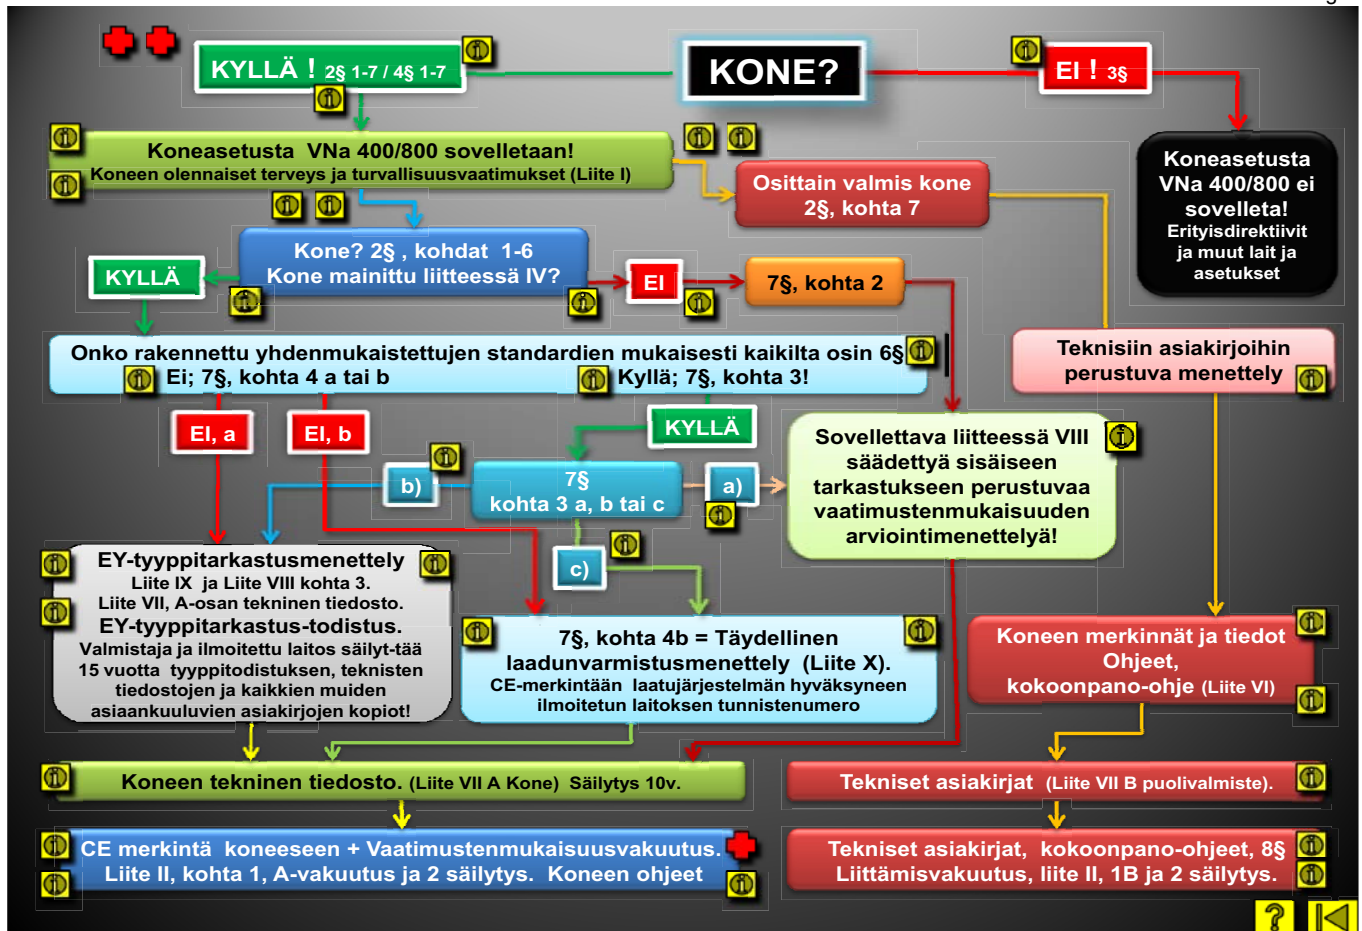 KYLLÄ ! 2§ 1-7 / 4§ 1-7
KONE?
EI ! 3§
Koneasetusta VNa 400/800 sovelletaan!
Koneen olennaiset terveys ja turvallisuusvaatimukset (Liite I)
Osittain valmis kone
2§, kohta 7
Koneasetusta
VNa 400/800 ei
sovelleta!
Erityisdirektiivit
ja muut lait ja
asetukset
Kone? 2§ , kohdat 1-6
Kone mainittu liitteessä IV?
KYLLÄ
EI
7§, kohta 2
Onko rakennettu yhdenmukaistettujen standardien mukaisesti kaikilta osin 6§
Ei; 7§, kohta 4 a tai b
Kyllä; 7§, kohta 3!
Teknisiin asiakirjoihin
perustuva menettely
EI, a
EI, b
KYLLÄ
Sovellettava liitteessä VIII
säädettyä sisäiseen
tarkastukseen perustuvaa
vaatimustenmukaisuuden
arviointimenettelyä!
b)
7§
kohta 3 a, b tai c
a)
c)
EY-tyyppitarkastusmenettely
Liite IX ja Liite VIII kohta 3.
Liite VII, A-osan tekninen tiedosto.
EY-tyyppitarkastus-todistus.
Valmistaja ja ilmoitettu laitos säilyt-tää
15 vuotta tyyppitodistuksen, teknisten
tiedostojen ja kaikkien muiden
asiaankuuluvien asiakirjojen kopiot!
7§, kohta 4b = Täydellinen
laadunvarmistusmenettely (Liite X).
CE-merkintään laatujärjestelmän hyväksyneen
ilmoitetun laitoksen tunnistenumero
Koneen merkinnät ja tiedot
Ohjeet,
kokoonpano-ohje (Liite VI)
Koneen tekninen tiedosto. (Liite VII A Kone) Säilytys 10v.
Tekniset asiakirjat (Liite VII B puolivalmiste).
CE merkintä koneeseen + Vaatimustenmukaisuusvakuutus.
Liite II, kohta 1, A-vakuutus ja 2 säilytys. Koneen ohjeet
Tekniset asiakirjat, kokoonpano-ohjeet, 8§
Liittämisvakuutus, liite II, 1B ja 2 säilytys.
?